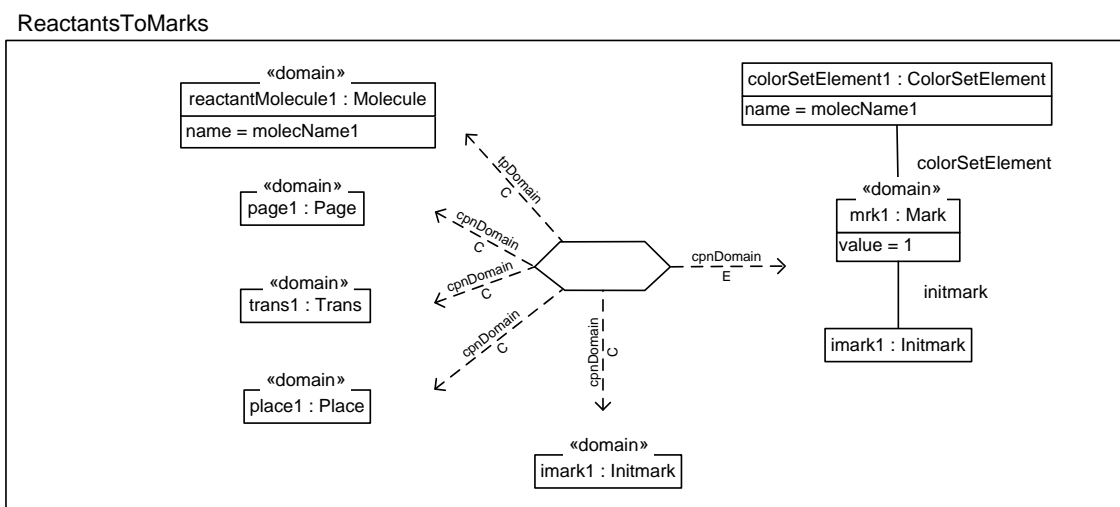 ReactantsToMarks
«domain»
reactantMolecule1 : Molecule
name = molecName1
colorSetElement1 : ColorSetElement
name = molecName1
colorSetElement
tpDomain
C
«domain»
page1 : Page
cpnDomain
C
«domain»
mrk1 : Mark
value = 1
cpnDomain
E
cpnDomain
C
«domain»
trans1 : Trans
initmark
cpnDomain
C
cpnDomain
C
imark1 : Initmark
«domain»
place1 : Place
«domain»
imark1 : Initmark